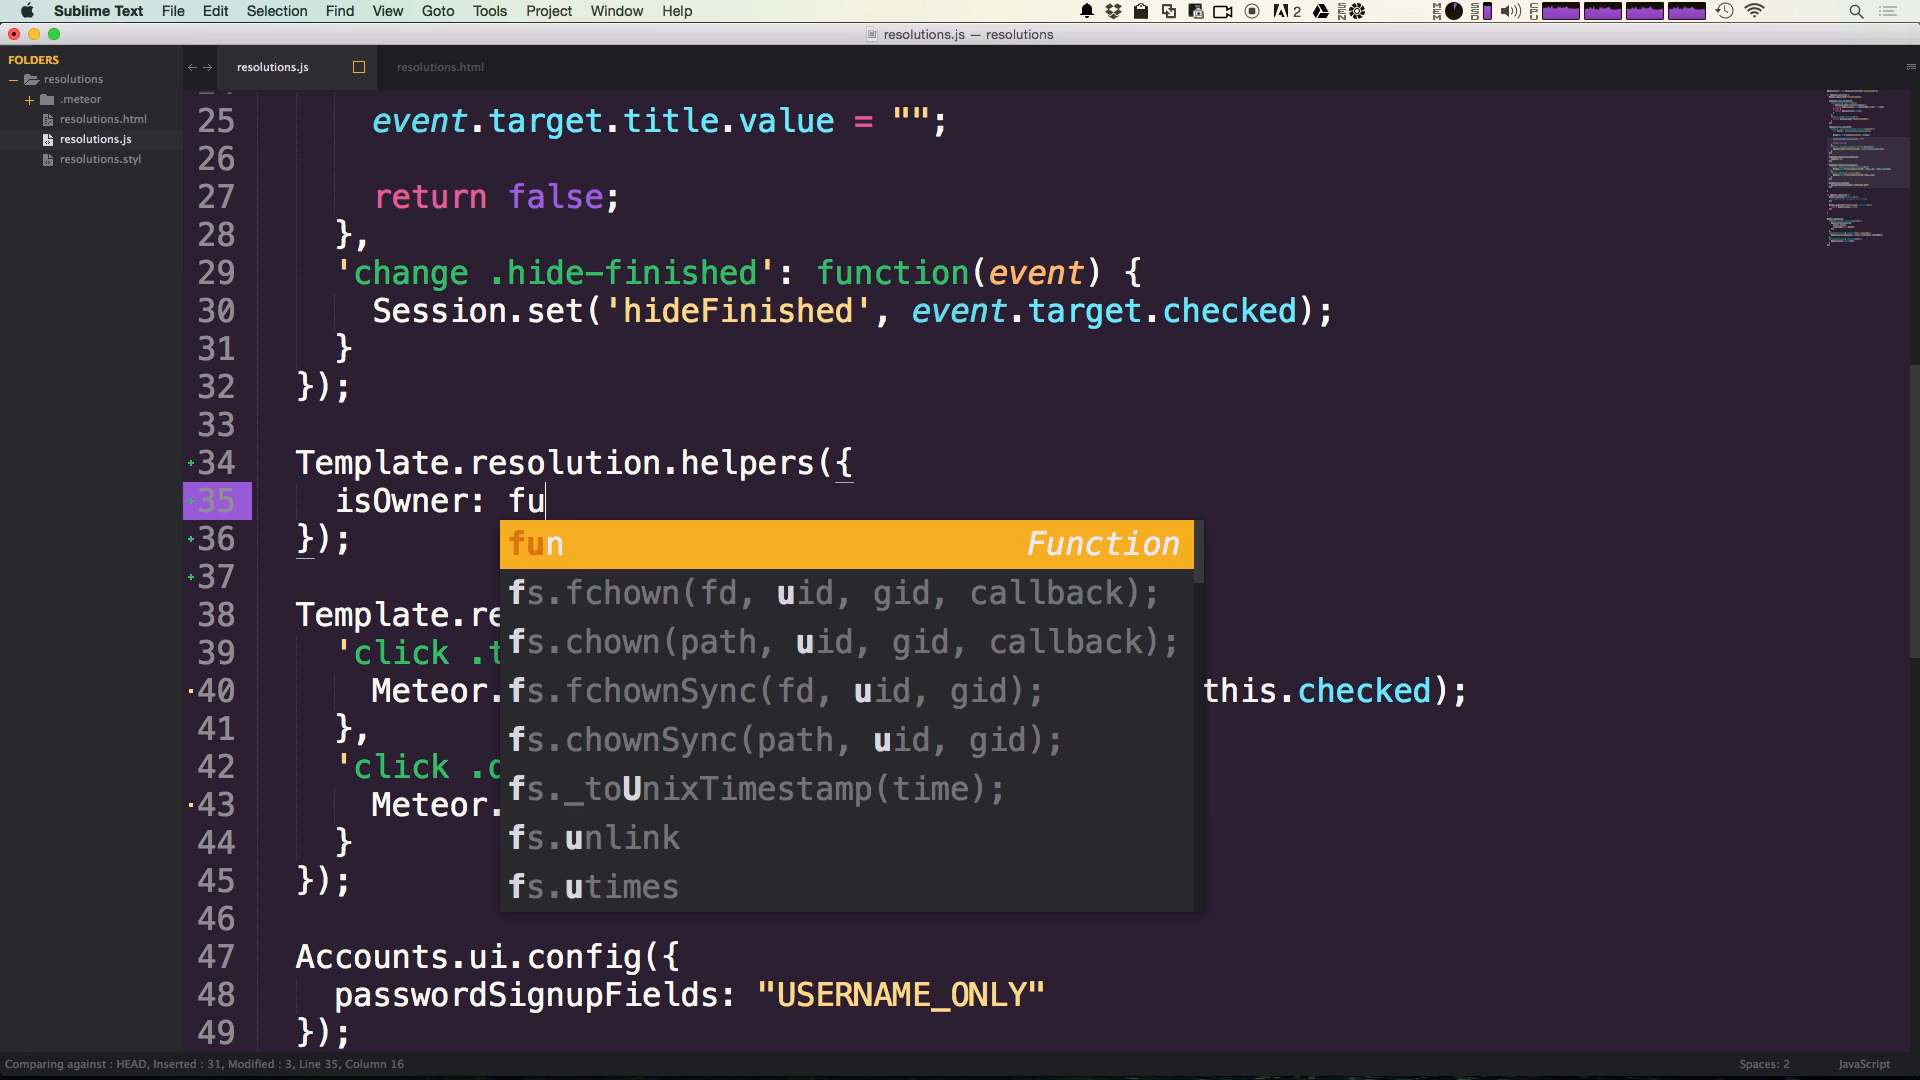 Sublime Text File Edit Selection Find View Goto Tools Project Window Help
2
resolutions.js — resolutions
FOLDERS
resolutions
.meteor
resolutions.html
resolutions.js
resolutions.styl
resolutions.js
resolutions.html
25 event.target.title.value = "";
26
27 return false;
28 },
29 'change .hide-finished': function(event) {
30 Session.set('hideFinished', event.target.checked);
31 }
32 });
33
34 Template.resolution.helpers({
35 isOwner: fu
36 });
37
38 Template.re
39 'click .t
40 Meteor. this.checked);
41 },
42 'click .d
43 Meteor.
44 }
45 });
46
47 Accounts.ui.config({
48 passwordSignupFields: "USERNAME_ONLY"
49 });
fun Function
fs.fchown(fd, uid, gid, callback);
fs.chown(path, uid, gid, callback);
fs.fchownSync(fd, uid, gid);
fs.chownSync(path, uid, gid);
fs._toUnixTimestamp(time);
fs.unlink
fs.utimes
Comparing against : HEAD, Inserted : 31, Modified : 3, Line 35, Column 16
Spaces: 2
JavaScript